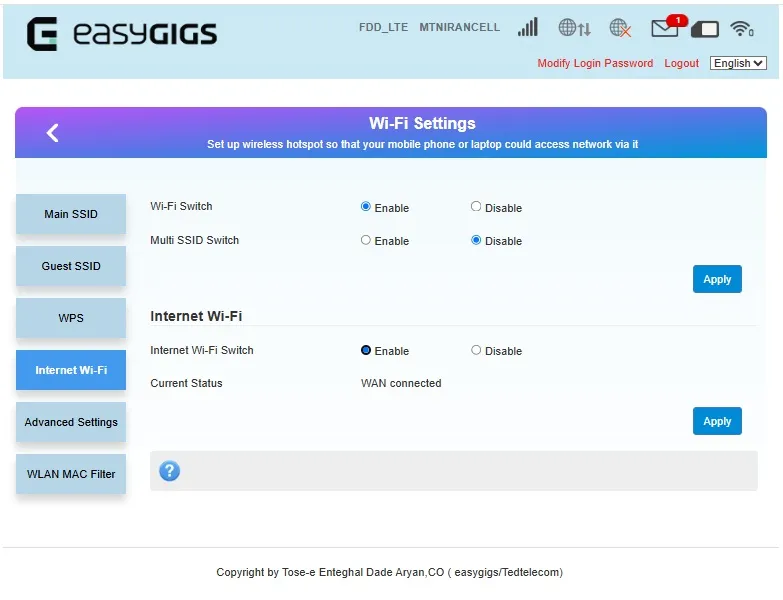 easyGIGS
FDD_LTE MTNIRANCELL 1 0
Modify Login Password Logout English
Wi-Fi Settings
Set up wireless hotspot so that your mobile phone or laptop could access network via it
Main SSID
Guest SSID
WPS
Internet Wi-Fi
Advanced Settings
WLAN MAC Filter
Wi-Fi Switch Enable Disable
Multi SSID Switch Enable Disable
Apply
Internet Wi-Fi
Internet Wi-Fi Switch Enable Disable
Current Status WAN connected
Apply
?
Copyright by Tose-e Enteghal Dade Aryan,CO ( easygigs/Tedtelecom)